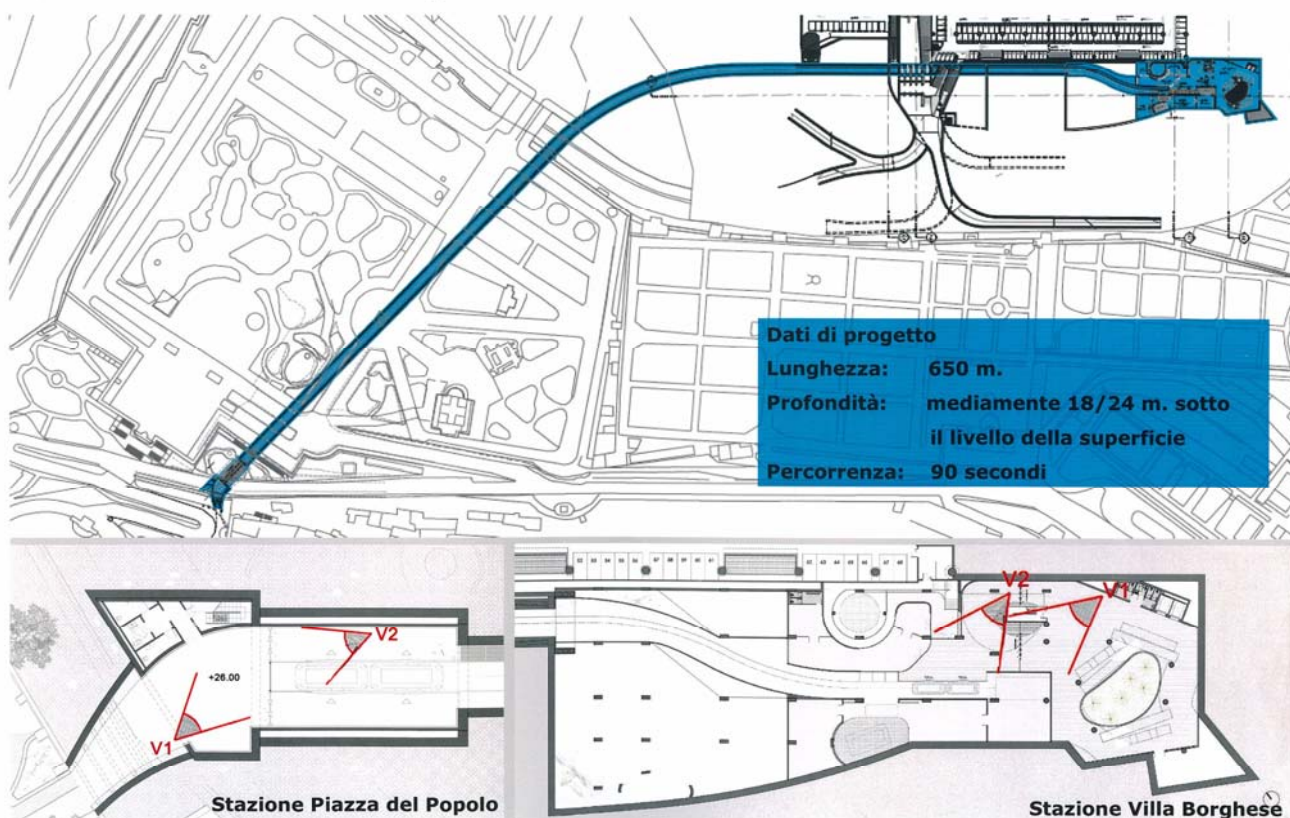 Dati di progetto
Lunghezza: 650 m.
Profondità: mediamente 18/24 m. sotto
il livello della superficie
Percorrenza: 90 secondi
V2
+26.00
V1
Stazione Piazza del Popolo
V2
V1
Stazione Villa Borghese